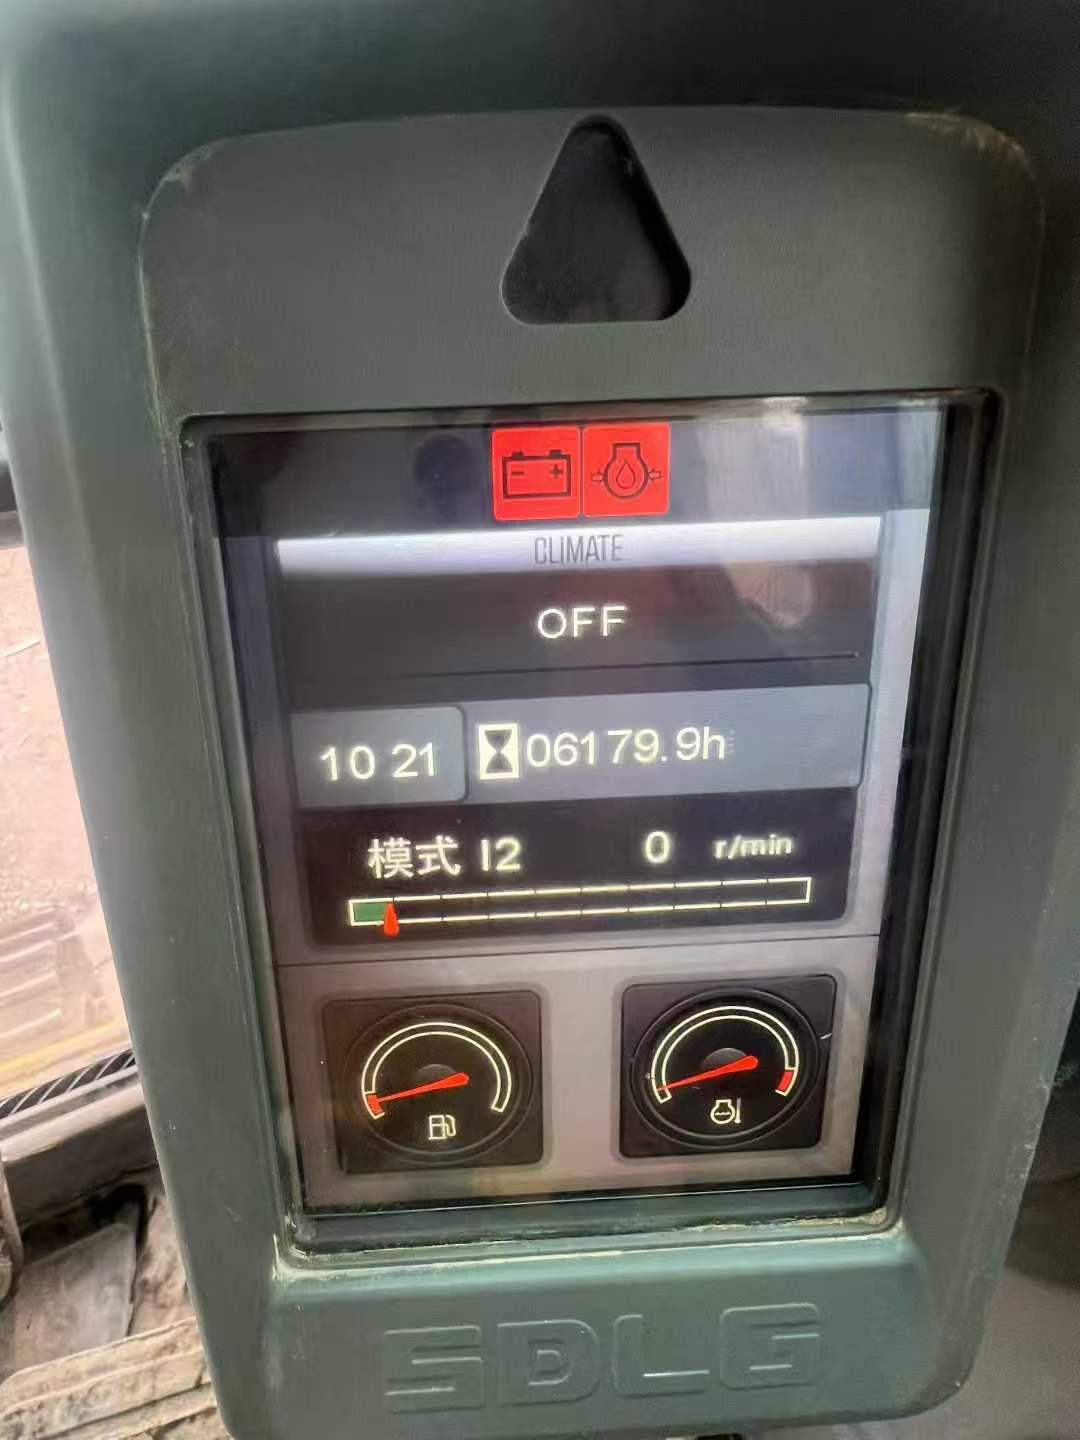 CLIMATE
OFF
10 21 06179.9h
模式 I2 0 r/min
SDLG